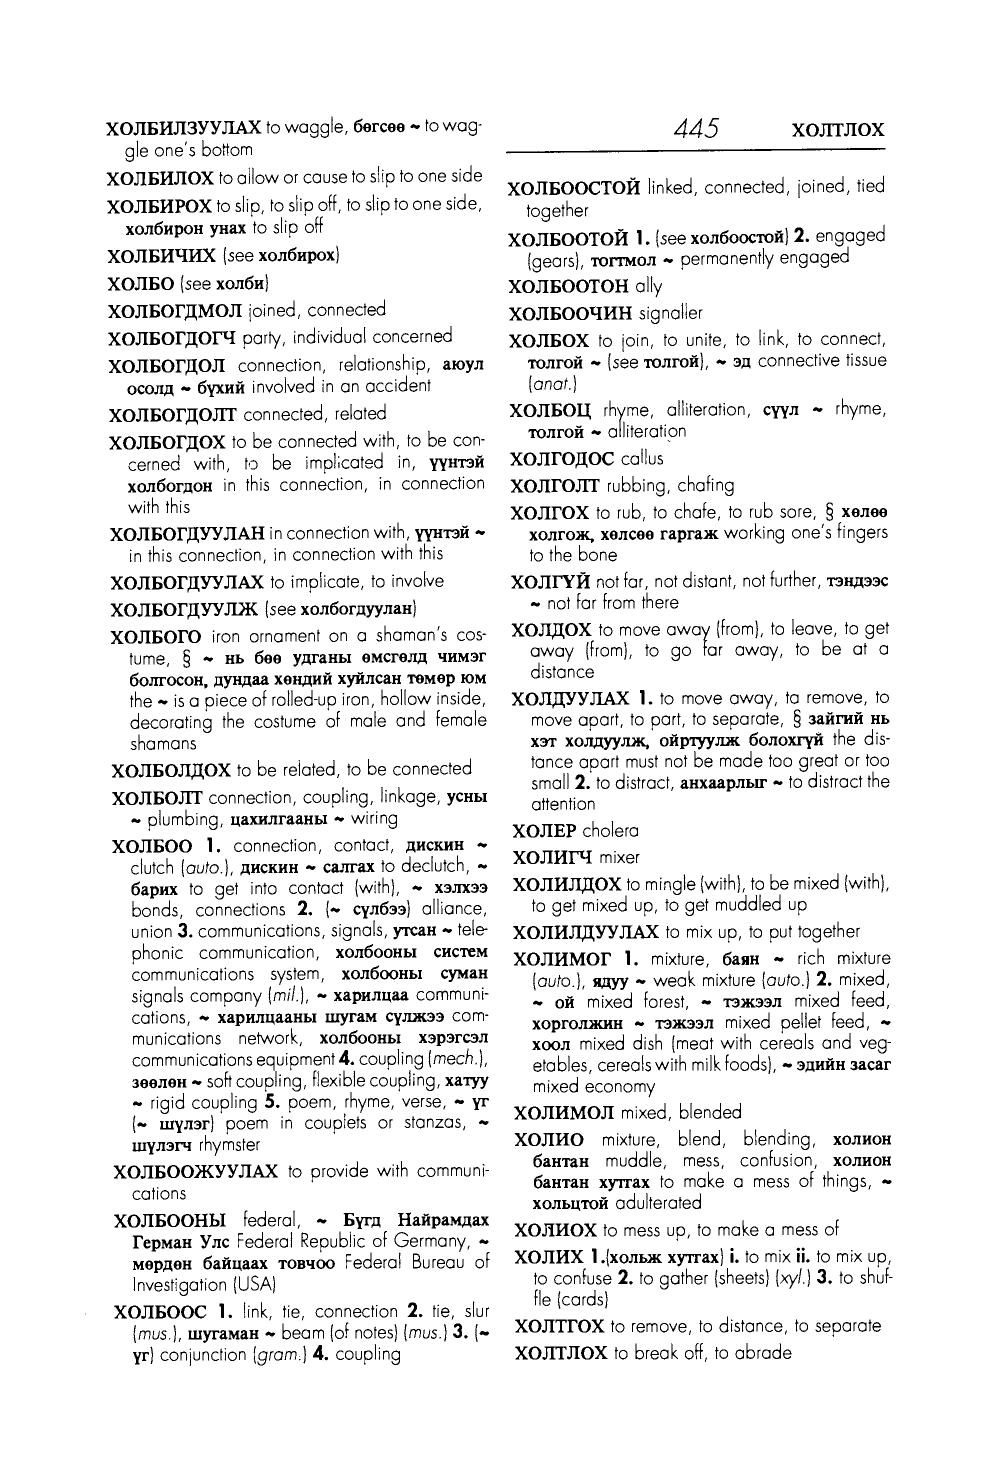 ХОЛБИЛЗУУЛАХ to waggle, бөгсөө ~ to wag-
gle one's bottom
ХОЛБИЛОХ to allow or cause to slip to one side
ХОЛБИРОХ to slip, to slip off, to slip to one side,
холбирон унах to slip off
ХОЛБИЧИХ (see холбирох)
ХОЛБО (see холби)
ХОЛБОГДМОЛ joined, connected
ХОЛБОГДОГЧ party, individual concerned
ХОЛБОГДОЛ connection, relationship, аюул
осолд ~ бүхий involved in an accident
ХОЛБОГДОЛТ connected, related
ХОЛБОГДОХ to be connected with, to be con-
cerned with, to be implicated in, үүнтэй
холбогдон in this connection, in connection
with this
ХОЛБОГДУУЛАН in connection with, үүнтэй ~
in this connection, in connection with this
ХОЛБОГДУУЛАХ to implicate, to involve
ХОЛБОГДУУЛЖ (see холбогдуулан)
ХОЛБОГО iron ornament on a shaman's cos-
tume, § ~ нь бөө удганы өмсгөлд чимэг
болгосон, дундаа хөндий хуйлсан төмөр юм
the ~ is a piece of rolled-up iron, hollow inside,
decorating the costume of male and female
shamans
ХОЛБОЛДОХ to be related, to be connected
ХОЛБОЛТ connection, coupling, linkage, усны
~ plumbing, цахилгааны ~ wiring
ХОЛБОО 1. connection, contact, дискин ~
clutch (auto.), дискин ~ салгах to declutch, ~
барих to get into contact (with), ~ хэлхээ
bonds, connections 2. (~ сүлбээ) alliance,
union 3. communications, signals, утсан ~ tele-
phonic communication, холбооны систем
communications system, холбооны суман
signals company (mil.), ~ харилцаа communi-
cations, ~ харилцааны шугам сүлжээ com-
munications network, холбооны хэрэгсэл
communications equipment 4. coupling (mech.),
зөөлөн ~ soft coupling, flexible coupling, хатуу
~ rigid coupling 5. poem, rhyme, verse, ~ үг
(~ шүлэг) poem in couplets or stanzas, ~
шүлэгч rhymster
ХОЛБООЖУУЛАХ to provide with communi-
cations
ХОЛБООНЫ federal, ~ Бүгд Найрамдах
Герман Улс Federal Republic of Germany, ~
мөрдөн байцаах товчоо Federal Bureau of
Investigation (USA)
ХОЛБООС 1. link, tie, connection 2. tie, slur
(mus.), шугаман ~ beam (of notes) (mus.) 3. (~
үг) conjunction (gram.) 4. coupling
445 ХОЛТЛОХ
ХОЛБООСТОЙ linked, connected, joined, tied
together
ХОЛБООТОЙ 1. (see холбоостой) 2. engaged
(gears), тогтмол ~ permanently engaged
ХОЛБООТОН ally
ХОЛБООЧИН signaller
ХОЛБОХ to join, to unite, to link, to connect,
толгой ~ (see толгой), ~ эд connective tissue
(anat.)
ХОЛБОЦ rhyme, alliteration, сүүл ~ rhyme,
толгой ~ alliteration
ХОЛГОДОС callus
ХОЛГОЛТ rubbing, chafing
ХОЛГОХ to rub, to chafe, to rub sore, § хөлөө
холгож, хөлсөө гаргаж working one's fingers
to the bone
ХОЛГҮЙ not far, not distant, not further, тэндээс
~ not far from there
ХОЛДОХ to move away (from), to leave, to get
away (from), to go far away, to be at a
distance
ХОЛДУУЛАХ 1. to move away, ta remove, to
move apart, to part, to separate, § зайгий нь
хэт холдуулж, ойртуулж болохгүй the dis-
tance apart must not be made too great or too
small 2. to distract, анхаарлыг ~ to distract the
attention
ХОЛЕР cholera
ХОЛИГЧ mixer
ХОЛИЛДОХ to mingle (with), to be mixed (with),
to get mixed up, to get muddled up
ХОЛИЛДУУЛАХ to mix up, to put together
ХОЛИМОГ 1. mixture, баян ~ rich mixture
(auto.), ядуу ~ weak mixture (auto.) 2. mixed,
~ ой mixed forest, ~ тэжээл mixed feed,
хорголжин ~ тэжээл mixed pellet feed, ~
хоол mixed dish (meat with cereals and veg-
etables, cereals with milk foods), ~ эдийн засаг
mixed economy
ХОЛИМОЛ mixed, blended
ХОЛИО mixture, blend, blending, холион
бантан muddle, mess, confusion, холион
бантан хутгах to make a mess of things, ~
хольцтой adulterated
ХОЛИОХ to mess up, to make a mess of
ХОЛИХ 1.(хольж хутгах) i. to mix ii. to mix up,
to confuse 2. to gather (sheets) (xyl.) 3. to shuf-
fle (cards)
ХОЛТГОХ to remove, to distance, to separate
ХОЛТЛОХ to break off, to abrade